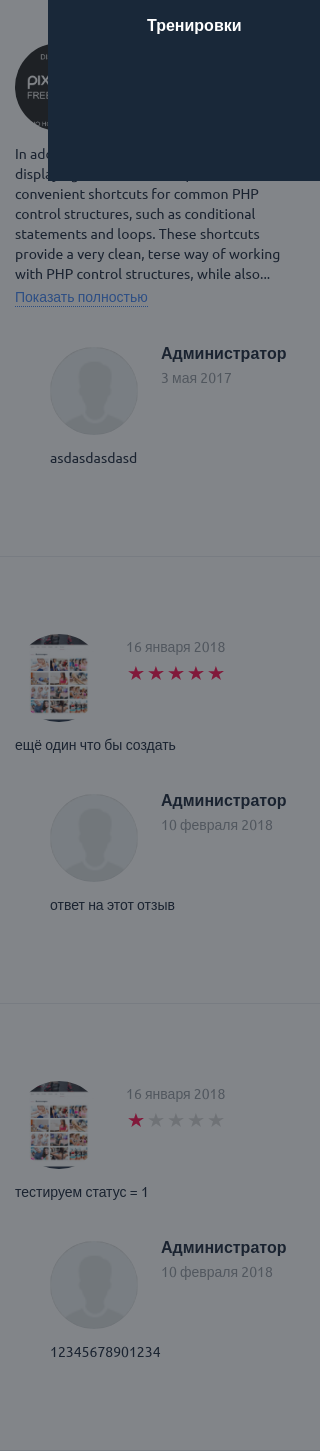 Тренировки
pix
FREE
In add
convenient shortcuts for common PHP
control structures, such as conditional
statements and loops. These shortcuts
provide a very clean, terse way of working
with PHP control structures, while also...
Показать полностью
Администратор
3 мая 2017
asdasdasdasd
16 января 2018
ещё один что бы создать
Администратор
10 февраля 2018
ответ на этот отзыв
16 января 2018
тестируем статус = 1
Администратор
10 февраля 2018
12345678901234